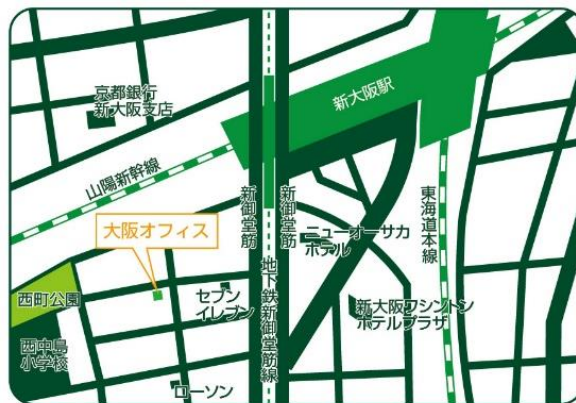 京都銀行
新大阪支店
新大阪駅
山陽新幹線
新御堂筋
新御堂筋
東海道本線
大阪オフィス
ニューオーサカ
ホテル
西町公園
セブン
イレブン
地下鉄新御堂筋線
新大阪ワシントン
ホテルプラザ
西中島
小学校
ローソン